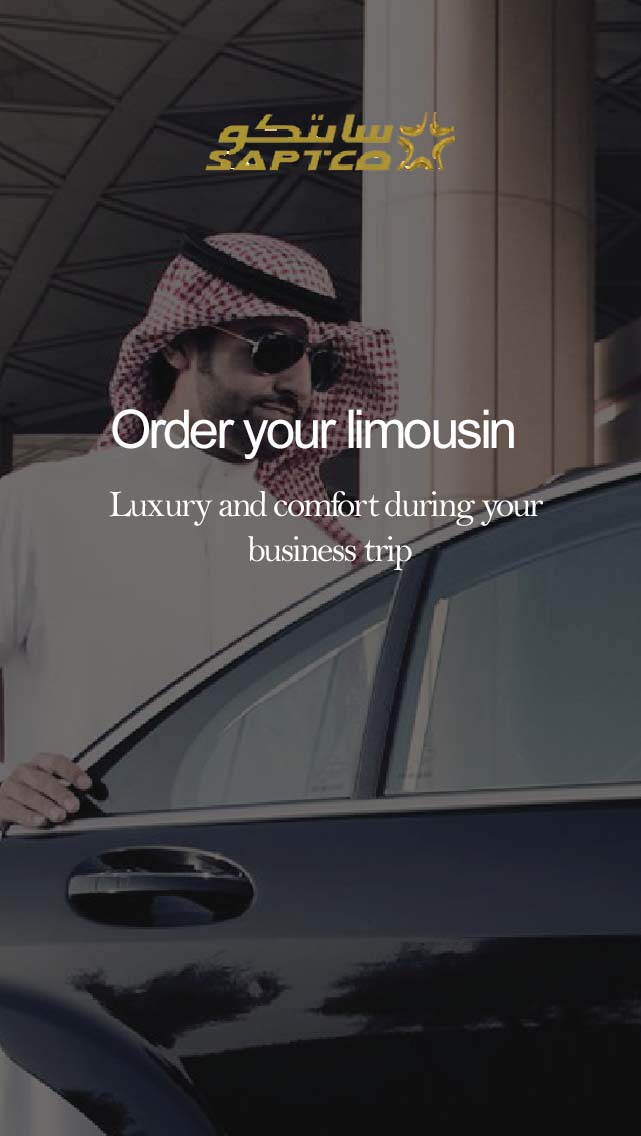 سابتكو
SAPTCO
Order your limousin
Luxury and comfort during your
business trip